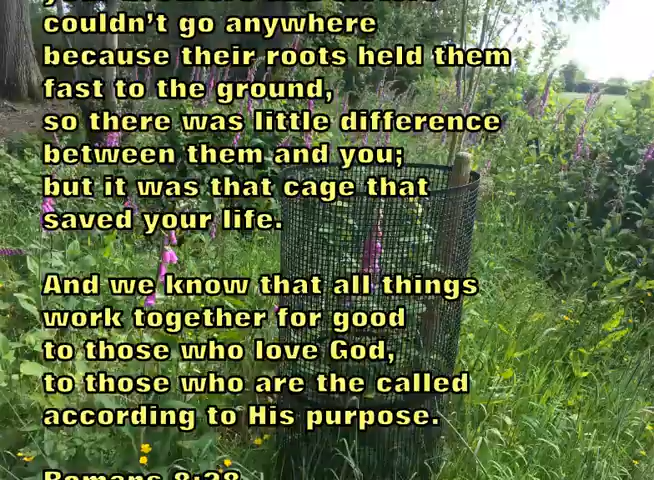 couldn't go anywhere
because their roots held them
fast to the ground,
so there was little difference
between them and you;
but it was that cage that
saved your life.
And we know that all things
work together for good
to those who love God,
to those who are the called
according to His purpose.
Romans 8:28